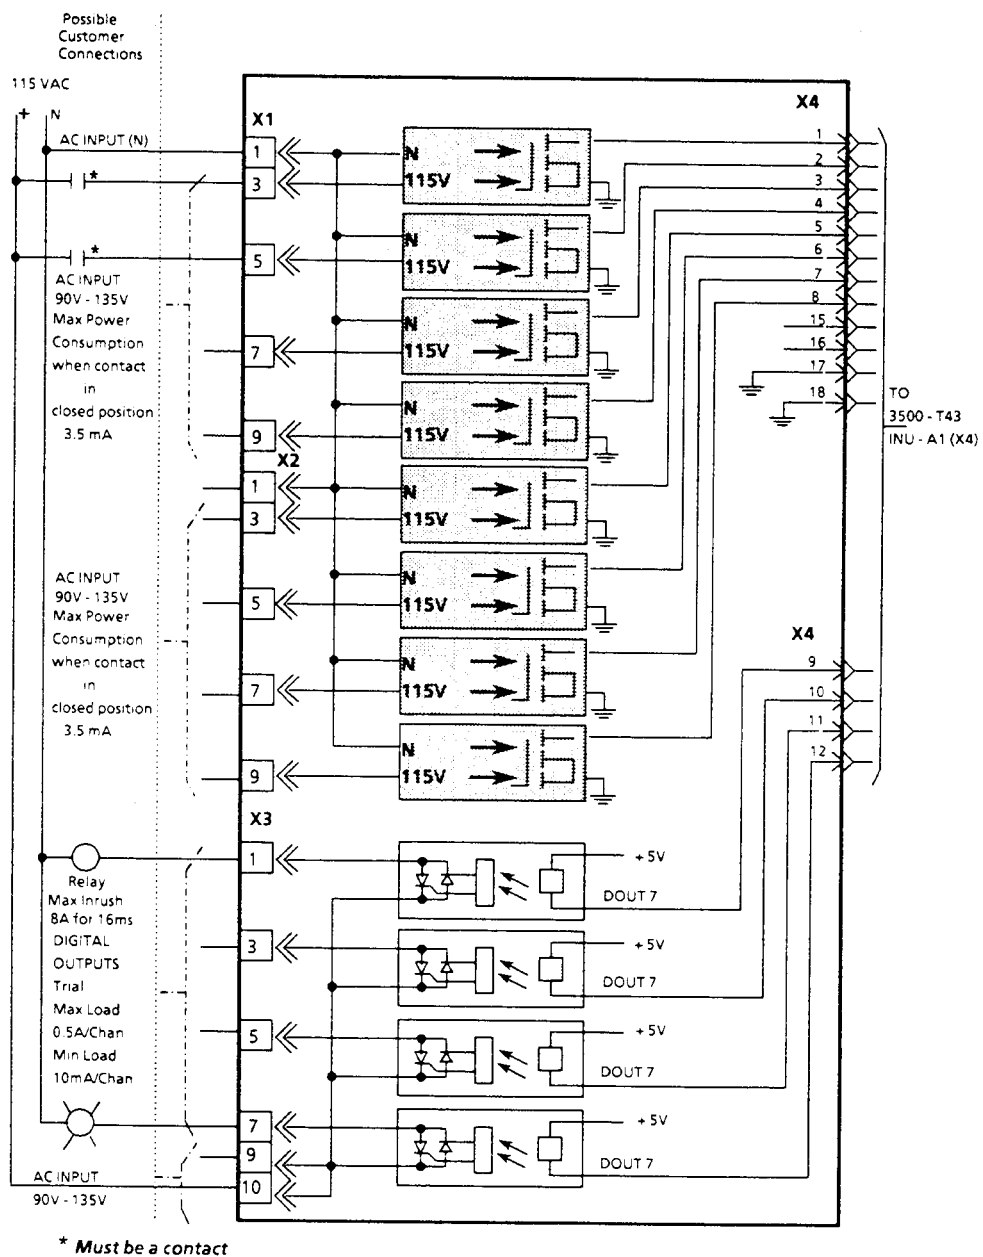 Possible
Customer
Connections
115 VAC
+ N
AC INPUT (N)
X1
1
3
5
7
9
*
*
AC INPUT
90V - 135V
Max Power
Consumption
when contact
in
closed position
3.5 mA
X2
1
3
5
7
9
AC INPUT
90V - 135V
Max Power
Consumption
when contact
in
closed position
3.5 mA
N
115V
N
115V
N
115V
N
115V
N
115V
N
115V
N
115V
N
115V
X4
1
2
3
4
5
6
7
8
15
16
17
18
TO
3500 - T43
INU - A1 (X4)
X4
9
10
11
12
X3
1
3
5
7
9
10
Relay
Max Inrush
8A for 16ms
DIGITAL
OUTPUTS
Trial
Max Load
0.5A/Chan
Min Load
10mA/Chan
AC INPUT
90V - 135V
+ 5V
DOUT 7
+ 5V
DOUT 7
+ 5V
DOUT 7
+ 5V
DOUT 7
* Must be a contact